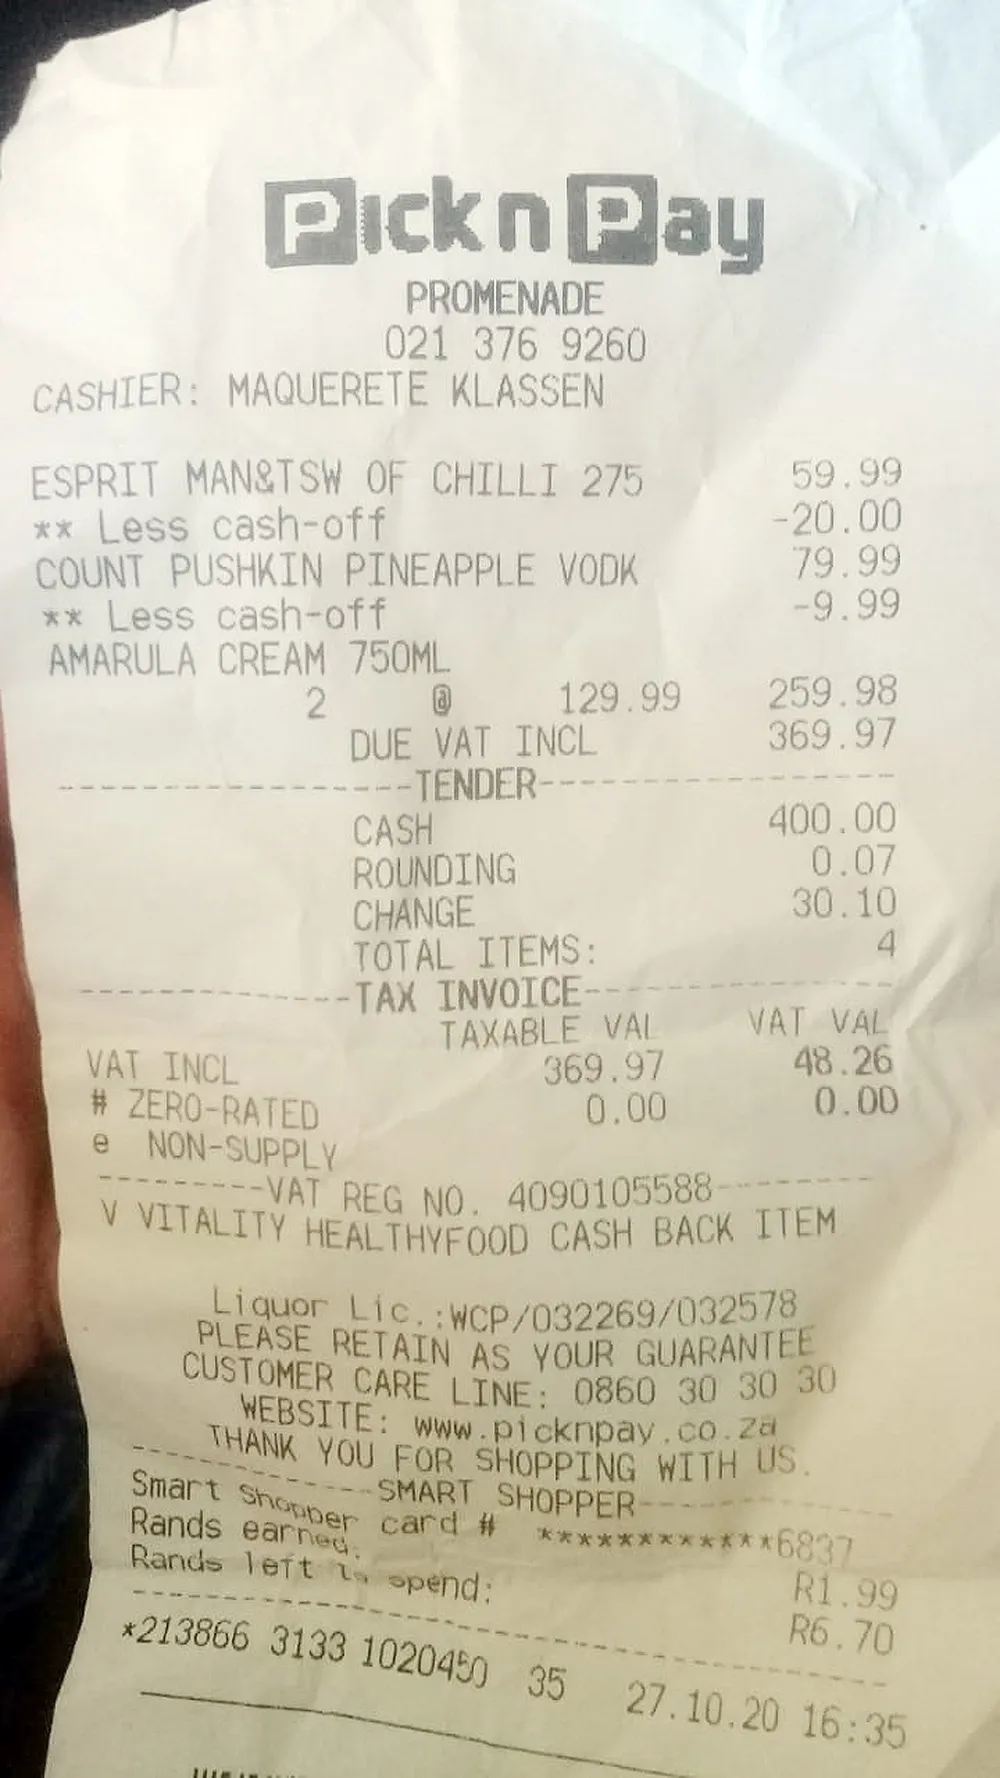 Pick n Pay
PROMENADE
021 376 9260
CASHIER: MAQUERETE KLASSEN
ESPRIT MAN&TSW OF CHILLI 275 59.99
** Less cash-off -20.00
COUNT PUSHKIN PINEAPPLE VODK 79.99
** Less cash-off -9.99
AMARULA CREAM 750ML
2 @ 129.99 259.98
DUE VAT INCL 369.97
-----------------TENDER-----------------
CASH 400.00
ROUNDING 0.07
CHANGE 30.10
TOTAL ITEMS: 4
-------------TAX INVOICE---------------
TAXABLE VAL VAT VAL
VAT INCL 369.97 48.26
# ZERO-RATED 0.00 0.00
e NON-SUPPLY
---------VAT REG NO. 4090105588--------
V VITALITY HEALTHYFOOD CASH BACK ITEM
Liquor Lic.:WCP/032269/032578
PLEASE RETAIN AS YOUR GUARANTEE
CUSTOMER CARE LINE: 0860 30 30 30
WEBSITE: www.picknpay.co.za
THANK YOU FOR SHOPPING WITH US.
-------------SMART SHOPPER-------------
Smart Shopper card # ************6837
Rands earned: R1.99
Rands left to spend: R6.70
*213866 3133 1020450 35 27.10.20 16:35